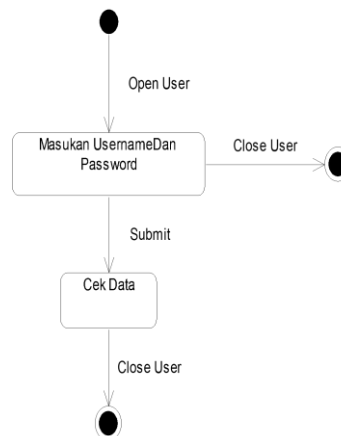 Open User
Masukan UsernameDan
Password
Close User
Submit
Cek Data
Close User